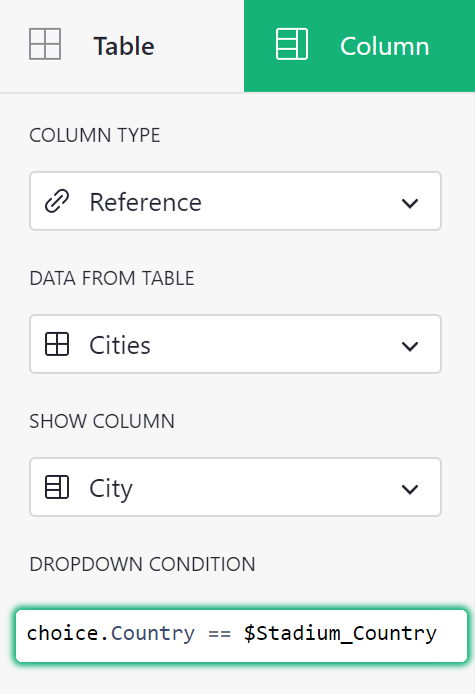 Table Column
COLUMN TYPE
Reference
DATA FROM TABLE
Cities
SHOW COLUMN
City
DROPDOWN CONDITION
choice.Country == $Stadium_Country